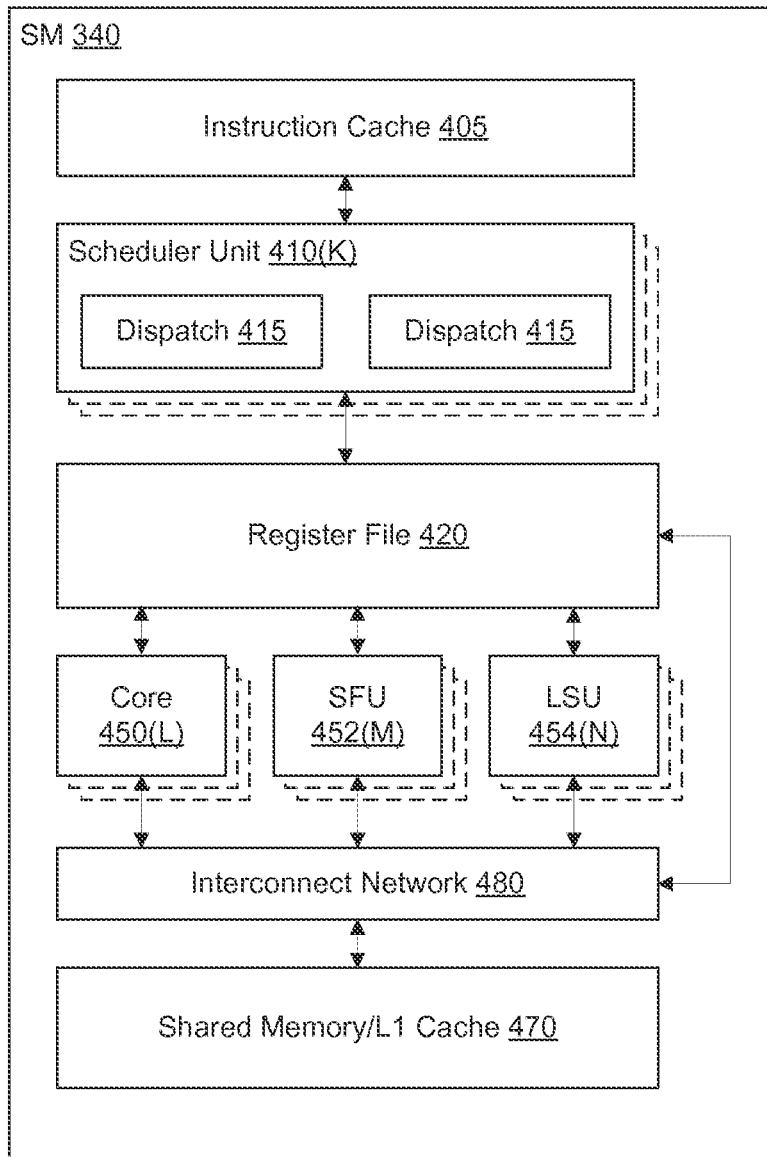 SM 340
Instruction Cache 405
Scheduler Unit 410(K)
Dispatch 415
Dispatch 415
Register File 420
Core
450(L)
SFU
452(M)
LSU
454(N)
Interconnect Network 480
Shared Memory/L1 Cache 470